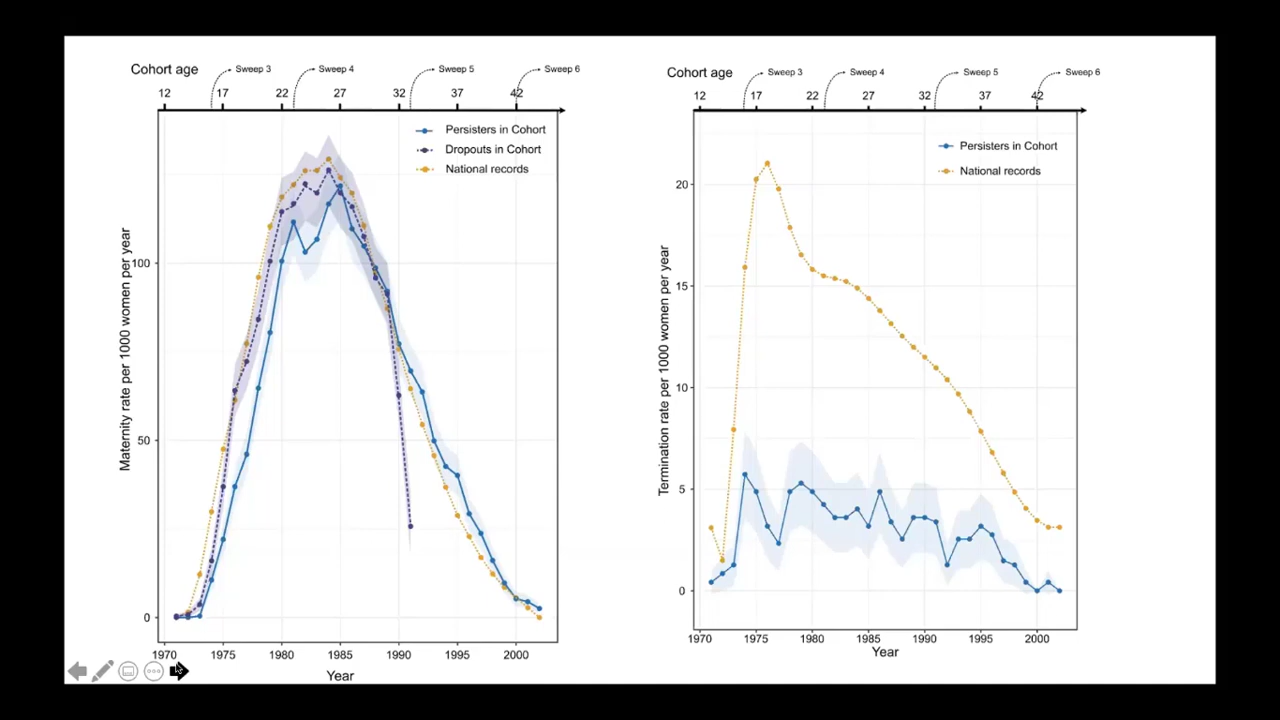 Cohort age
Sweep 3
Sweep 4
Sweep 5
Sweep 6
12
17
22
27
32
37
42
Persisters in Cohort
Dropouts in Cohort
National records
Maternity rate per 1000 women per year
100
50
0
1970
1975
1980
1985
1990
1995
2000
Year
Cohort age
Sweep 3
Sweep 4
Sweep 5
Sweep 6
12
17
22
27
32
37
42
Persisters in Cohort
National records
Termination rate per 1000 women per year
20
15
10
5
0
1970
1975
1980
1985
1990
1995
2000
Year